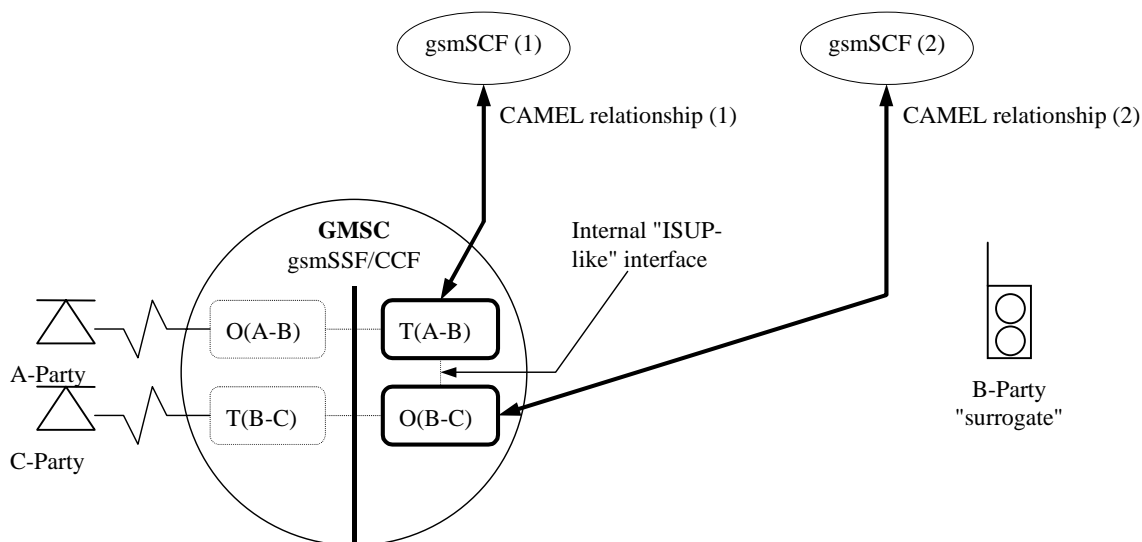 gsmSCF (1)
gsmSCF (2)
CAMEL relationship (1)
CAMEL relationship (2)
GMSC
gsmSSF/CCF
Internal "ISUP-
like" interface
O(A-B)
T(A-B)
A-Party
T(B-C)
O(B-C)
C-Party
B-Party
"surrogate"